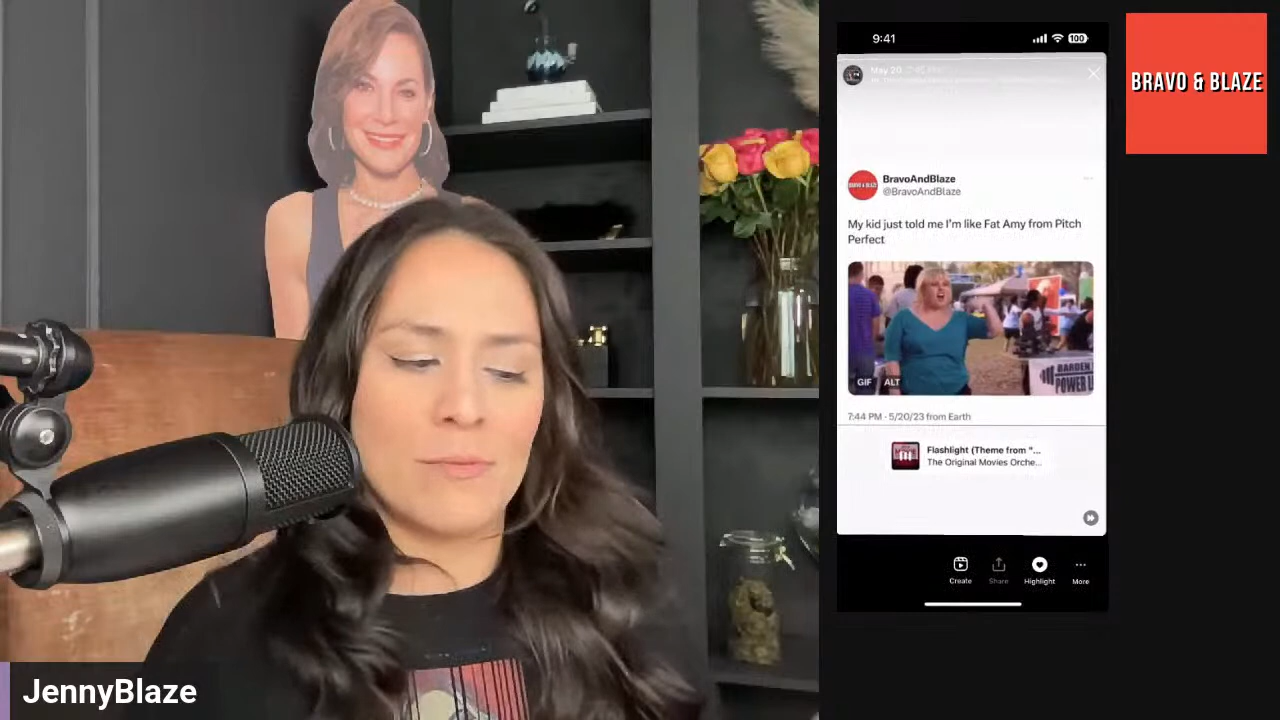 9:41
100
May 20
BRAVO & BLAZE
BravoAndBlaze
@BravoAndBlaze
My kid just told me I'm like Fat Amy from Pitch
Perfect
GIF ALT
7:44 PM · 5/20/23 from Earth
Flashlight (Theme from "...
The Original Movies Orche...
Create
Share
Highlight
More
JennyBlaze